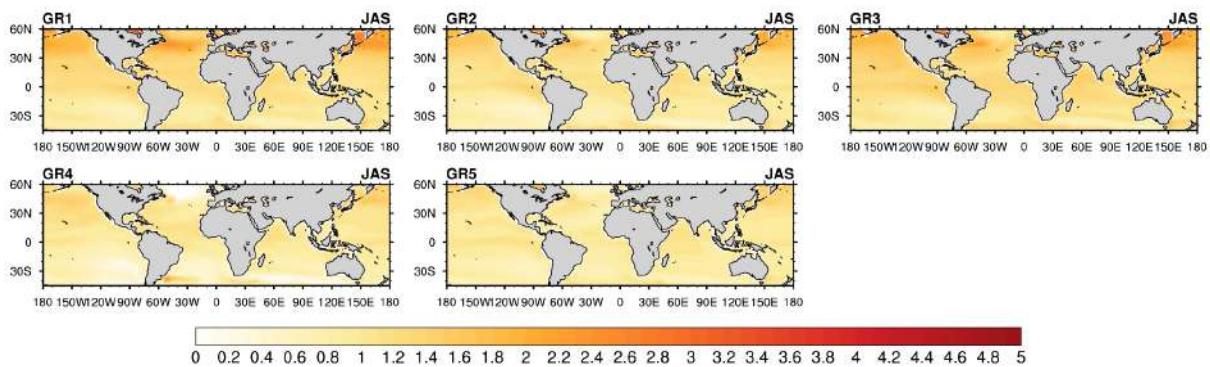 GR1 JAS GR2 JAS GR3 JAS
60N 60N 60N
30N 30N 30N
0 0 0
30S 30S 30S
180 150W120W 90W 60W 30W 0 30E 60E 90E 120E 150E 180 180 150W120W 90W 60W 30W 0 30E 60E 90E 120E 150E 180 180 150W120W 90W 60W 30W 0 30E 60E 90E 120E 150E 180
GR4 JAS GR5 JAS
60N 60N
30N 30N
0 0
30S 30S
180 150W120W 90W 60W 30W 0 30E 60E 90E 120E 150E 180 180 150W120W 90W 60W 30W 0 30E 60E 90E 120E 150E 180
0 0.2 0.4 0.6 0.8 1 1.2 1.4 1.6 1.8 2 2.2 2.4 2.6 2.8 3 3.2 3.4 3.6 3.8 4 4.2 4.4 4.6 4.8 5